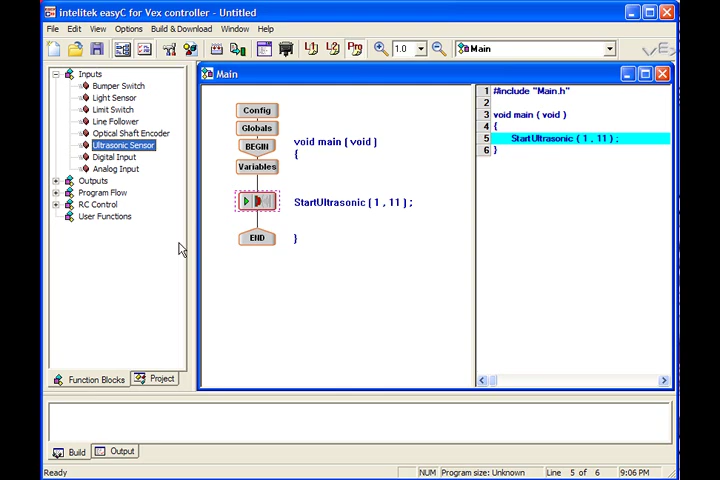 intelitek easyC for Vex controller - Untitled
File Edit View Options Build & Download Window Help
Pro 1.0 Main vex
Inputs
Bumper Switch
Light Sensor
Limit Switch
Line Follower
Optical Shaft Encoder
Ultrasonic Sensor
Digital Input
Analog Input
Outputs
Program Flow
RC Control
User Functions
Function Blocks Project
Main
Config
Globals
BEGIN void main ( void )
{
Variables
StartUltrasonic ( 1 , 11 ) ;
END }
1 #include "Main.h"
2
3 void main ( void )
4 {
5 StartUltrasonic ( 1 , 11 ) ;
6 }
Build Output
Ready NUM Program size: Unknown Line 5 of 6 9:06 PM